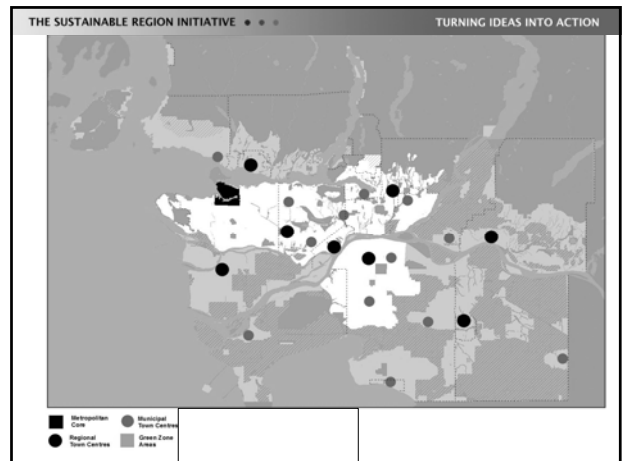 THE SUSTAINABLE REGION INITIATIVE
TURNING IDEAS INTO ACTION
Metropolitan
Core
Municipal
Town Centres
Regional
Town Centres
Green Zone
Areas